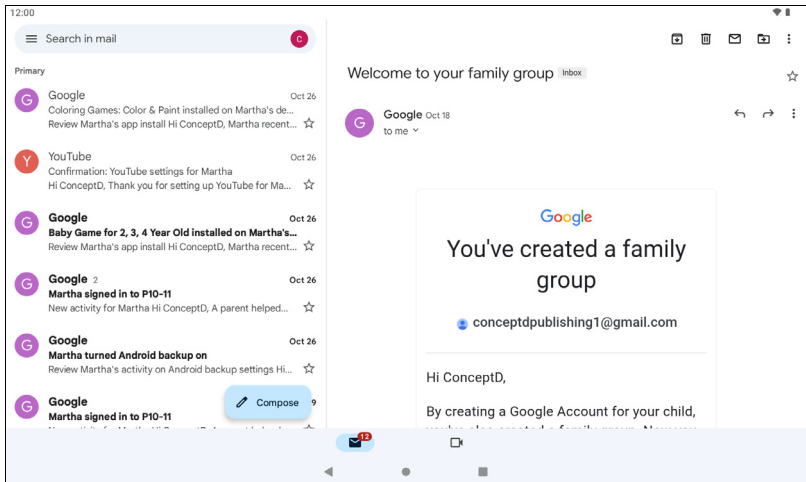 12:00
Search in mail
C
Primary
G
Google
Oct 26
Coloring Games: Color & Paint installed on Martha's de...
Review Martha's app install Hi ConceptD, Martha recent...
Y
YouTube
Oct 26
Confirmation: YouTube settings for Martha
Hi ConceptD, Thank you for setting up YouTube for Ma...
G
Google
Oct 26
Baby Game for 2, 3, 4 Year Old installed on Martha's...
Review Martha's app install Hi ConceptD, Martha recent...
G
Google 2
Oct 26
Martha signed in to P10-11
New activity for Martha Hi ConceptD, A parent helped...
G
Google
Oct 26
Martha turned Android backup on
Review Martha's activity on Android backup settings Hi...
G
Google
9
Martha signed in to P10-11
Compose
Welcome to your family group Inbox
G
Google Oct 18
to me
Google
You've created a family
group
conceptdpublishing1@gmail.com
Hi ConceptD,
By creating a Google Account for your child,
12